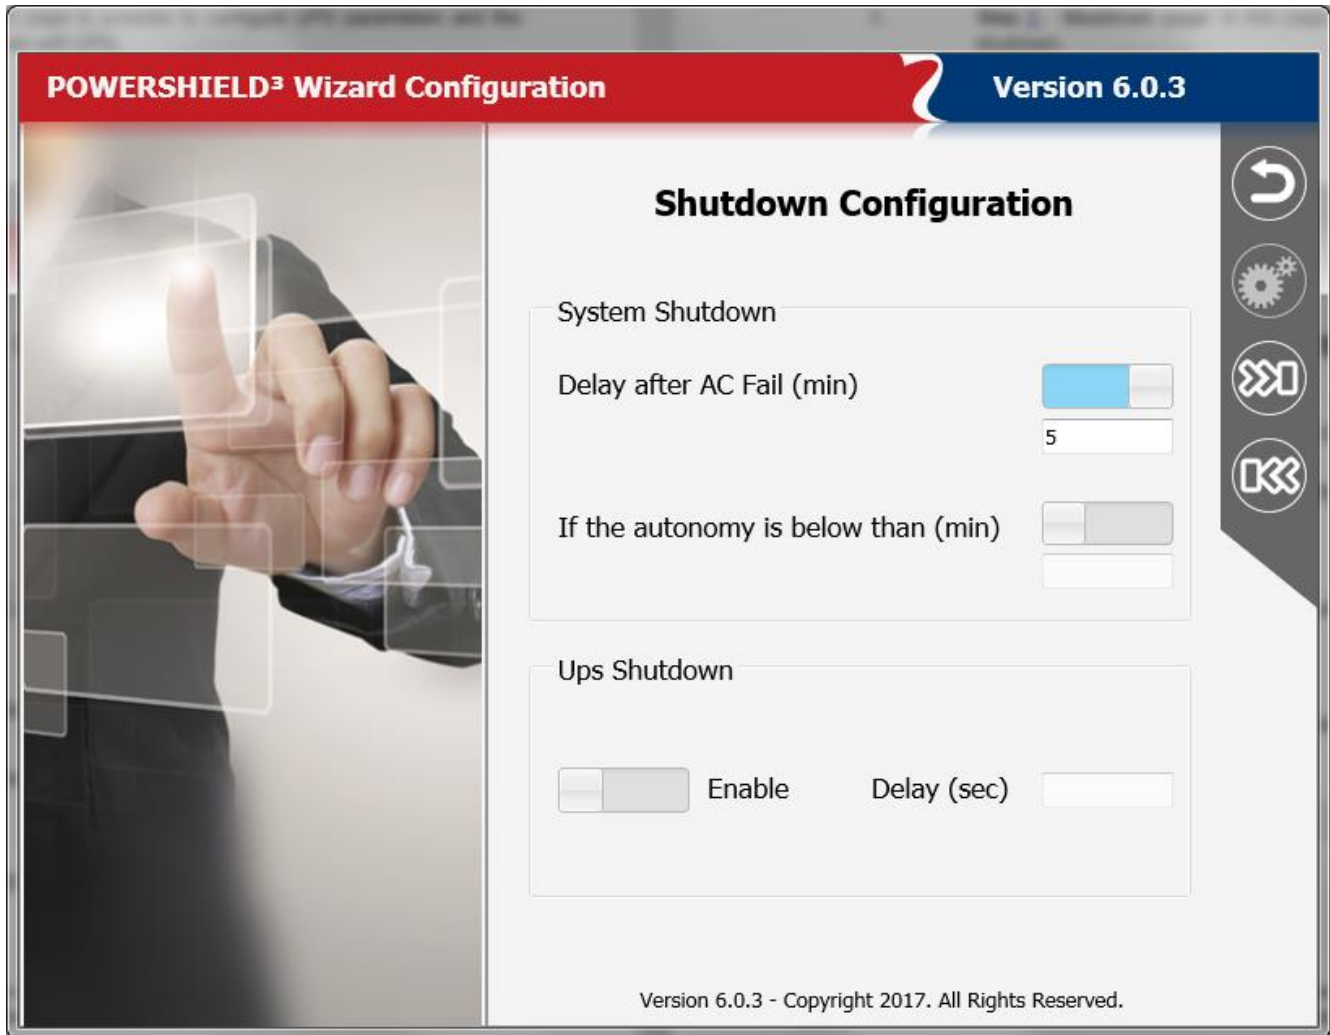 POWERSHIELD³ Wizard Configuration
Version 6.0.3
Shutdown Configuration
System Shutdown
Delay after AC Fail (min)
5
If the autonomy is below than (min)
Ups Shutdown
Enable Delay (sec)
Version 6.0.3 - Copyright 2017. All Rights Reserved.